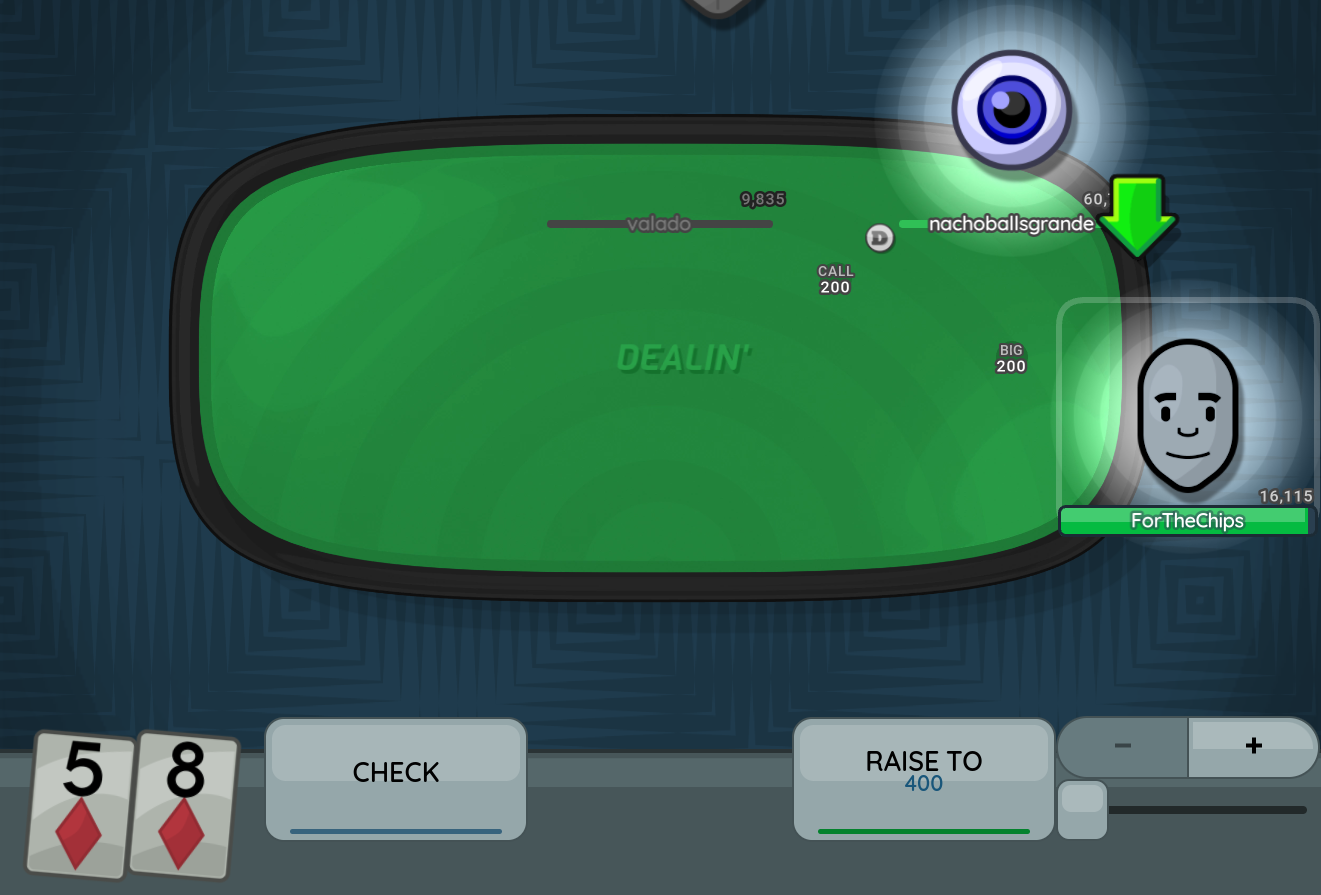 9,835
valado
60,
nachoballsgrande
D
CALL
200
DEALIN'
BIG
200
16,115
ForTheChips
5
8
CHECK
RAISE TO
400
−
+